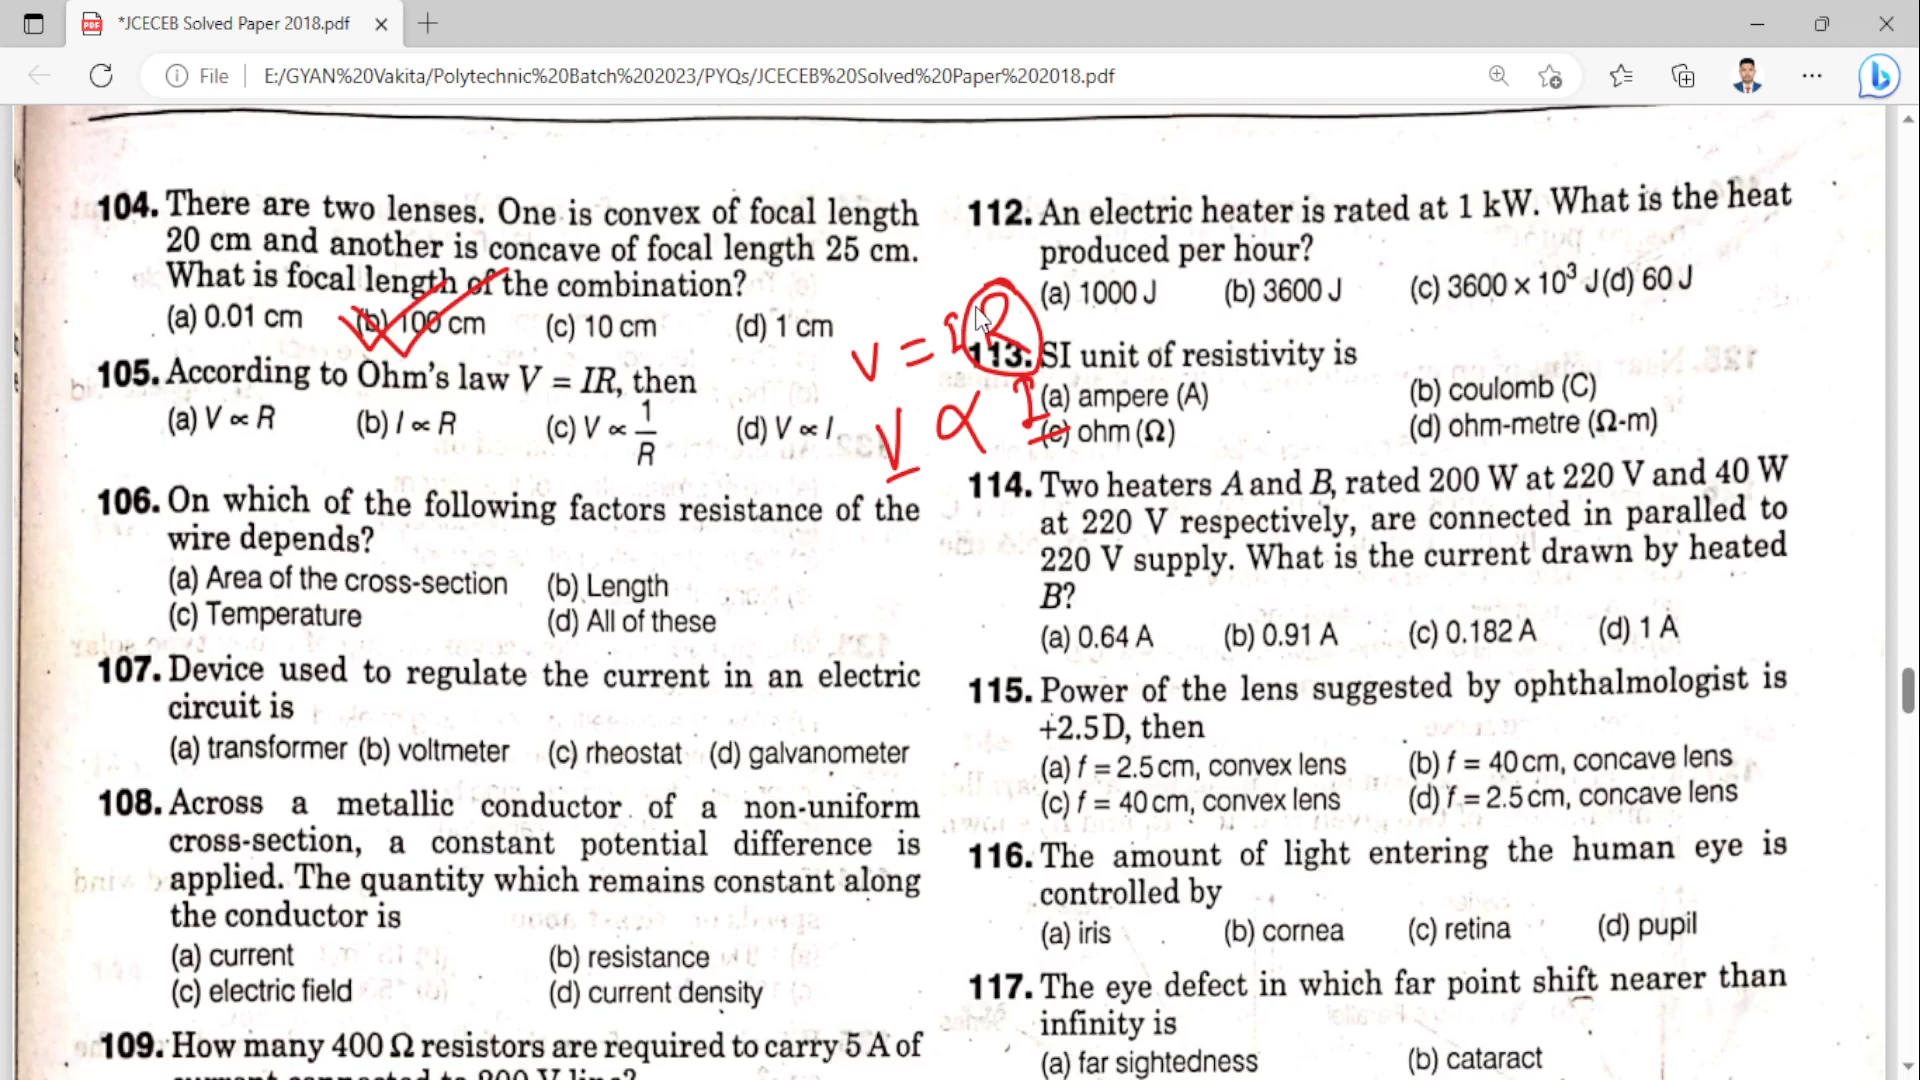 *JCECEB Solved Paper 2018.pdf
File E:/GYAN%20Vakita/Polytechnic%20Batch%202023/PYQs/JCECEB%20Solved%20Paper%202018.pdf
104. There are two lenses. One is convex of focal length
20 cm and another is concave of focal length 25 cm.
What is focal length of the combination?
(a) 0.01 cm (b) 100 cm (c) 10 cm (d) 1 cm
105. According to Ohm's law V = IR, then
(a) V ∝ R (b) I ∝ R (c) V ∝ 1/R (d) V ∝ I
106. On which of the following factors resistance of the
wire depends?
(a) Area of the cross-section (b) Length
(c) Temperature (d) All of these
107. Device used to regulate the current in an electric
circuit is
(a) transformer (b) voltmeter (c) rheostat (d) galvanometer
108. Across a metallic conductor of a non-uniform
cross-section, a constant potential difference is
applied. The quantity which remains constant along
the conductor is
(a) current (b) resistance
(c) electric field (d) current density
109. How many 400 Ω resistors are required to carry 5 A of
V = IR
V ∝ I
112. An electric heater is rated at 1 kW. What is the heat
produced per hour?
(a) 1000 J (b) 3600 J (c) 3600 × 10³ J (d) 60 J
113. SI unit of resistivity is
(a) ampere (A) (b) coulomb (C)
(c) ohm (Ω) (d) ohm-metre (Ω-m)
114. Two heaters A and B, rated 200 W at 220 V and 40 W
at 220 V respectively, are connected in paralled to
220 V supply. What is the current drawn by heated
B?
(a) 0.64 A (b) 0.91 A (c) 0.182 A (d) 1 A
115. Power of the lens suggested by ophthalmologist is
+2.5 D, then
(a) f = 2.5 cm, convex lens (b) f = 40 cm, concave lens
(c) f = 40 cm, convex lens (d) f = 2.5 cm, concave lens
116. The amount of light entering the human eye is
controlled by
(a) iris (b) cornea (c) retina (d) pupil
117. The eye defect in which far point shift nearer than
infinity is
(a) far sightedness (b) cataract